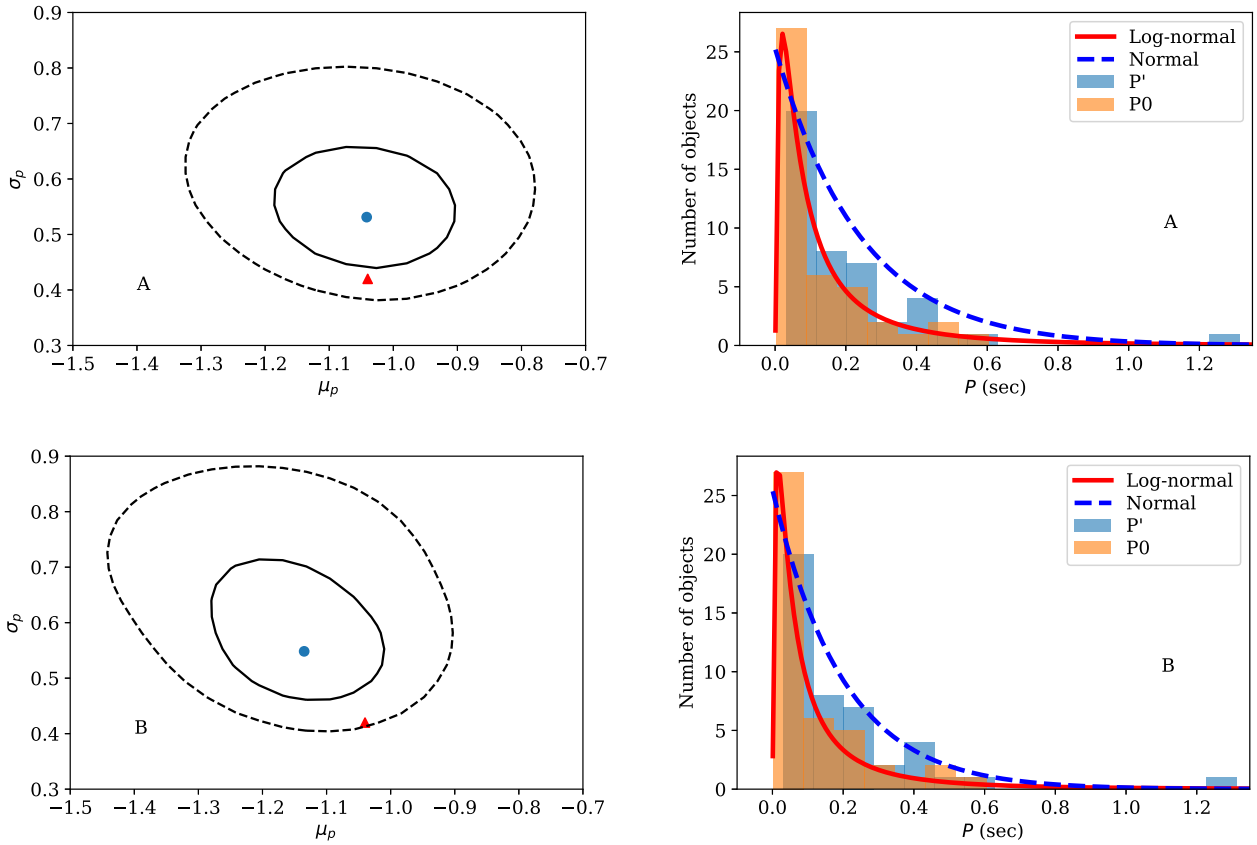 0.9
0.8
0.7
0.6
0.5
0.4
0.3
σp
A
−1.5 −1.4 −1.3 −1.2 −1.1 −1.0 −0.9 −0.8 −0.7
μp
25
20
15
10
5
0
Number of objects
Log-normal
Normal
P'
P0
A
0.0 0.2 0.4 0.6 0.8 1.0 1.2
P (sec)
0.9
0.8
0.7
0.6
0.5
0.4
0.3
σp
B
−1.5 −1.4 −1.3 −1.2 −1.1 −1.0 −0.9 −0.8 −0.7
μp
25
20
15
10
5
0
Number of objects
Log-normal
Normal
P'
P0
B
0.0 0.2 0.4 0.6 0.8 1.0 1.2
P (sec)